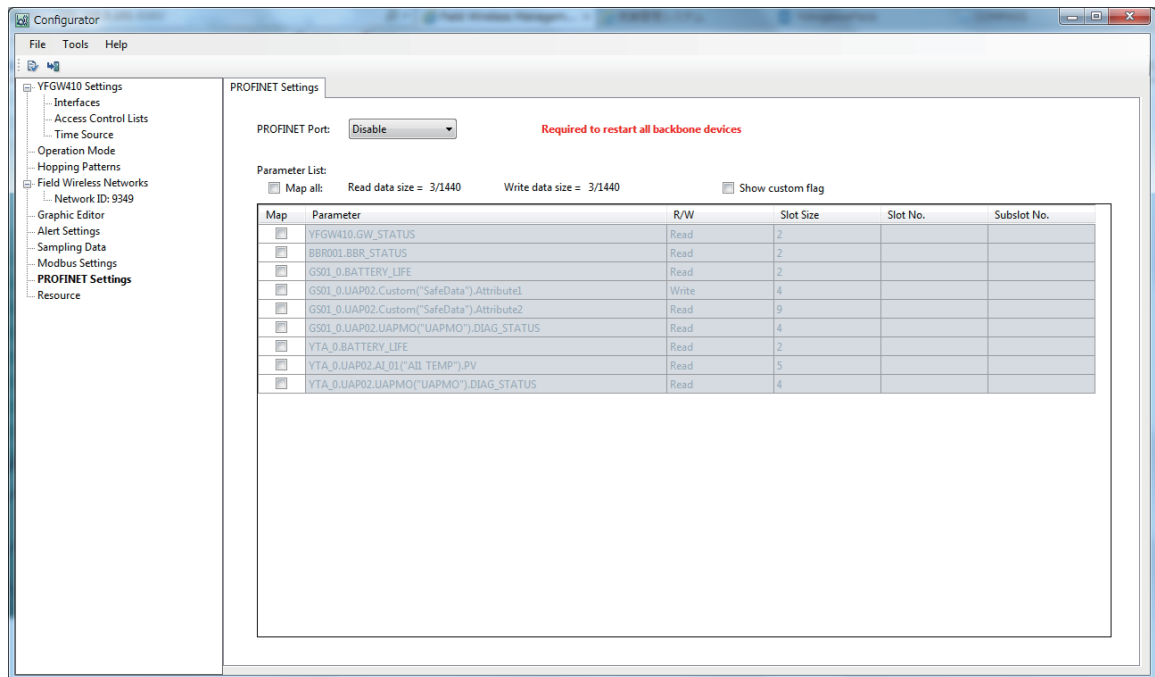 Configurator
File Tools Help
YFGW410 Settings
Interfaces
Access Control Lists
Time Source
Operation Mode
Hopping Patterns
Field Wireless Networks
Network ID: 9349
Graphic Editor
Alert Settings
Sampling Data
Modbus Settings
PROFINET Settings
Resource
PROFINET Settings
PROFINET Port: Disable Required to restart all backbone devices
Parameter List:
Map all: Read data size = 3/1440 Write data size = 3/1440 Show custom flag
Map Parameter R/W Slot Size Slot No. Subslot No.
YFGW410.GW_STATUS Read 2
BBR001.BBR_STATUS Read 2
GS01_0.BATTERY_LIFE Read 2
GS01_0.UAP02.Custom("SafeData").Attribute1 Write 4
GS01_0.UAP02.Custom("SafeData").Attribute2 Read 9
GS01_0.UAP02.UAPMO("UAPMO").DIAG_STATUS Read 4
YTA_0.BATTERY_LIFE Read 2
YTA_0.UAP02.AI_01("AI1 TEMP").PV Read 5
YTA_0.UAP02.UAPMO("UAPMO").DIAG_STATUS Read 4